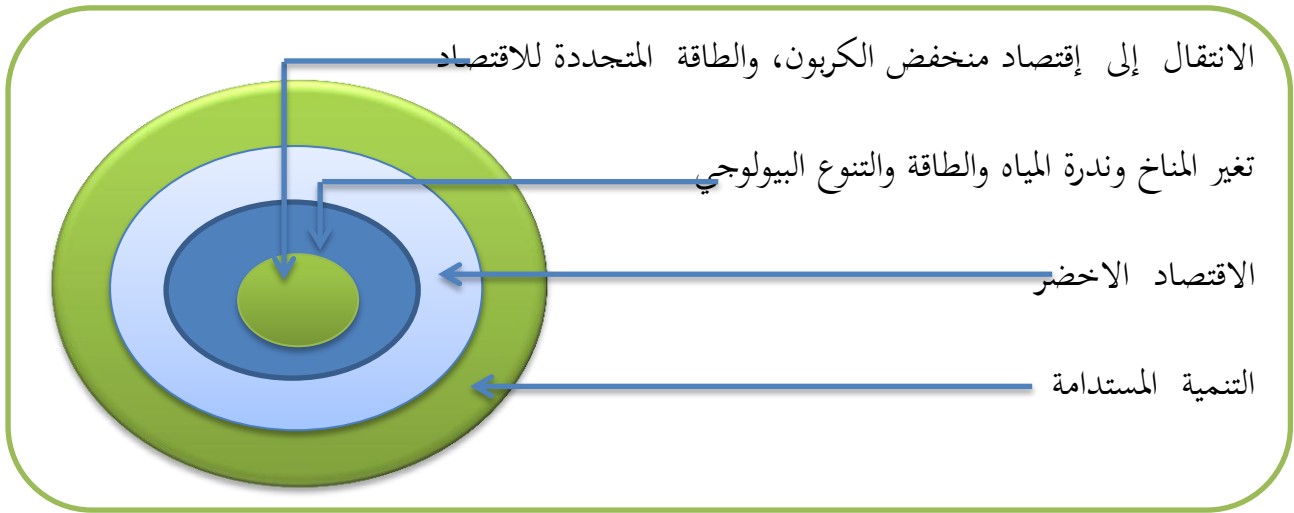 الانتقال إلى إقتصاد منخفض الكربون، والطاقة المتجددة للاقتصاد
تغير المناخ وندرة المياه والطاقة والتنوع البيولوجي
الاقتصاد الاخضر
التنمية المستدامة